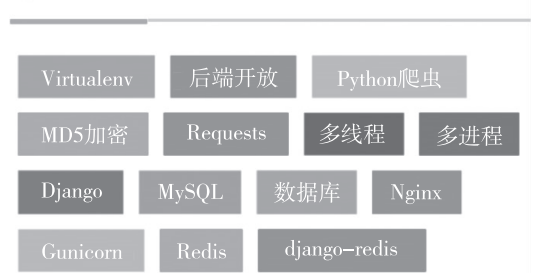 Virtualenv 后端开放 Python爬虫
MD5加密 Requests 多线程 多进程
Django MySQL 数据库 Nginx
Gunicorn Redis django-redis